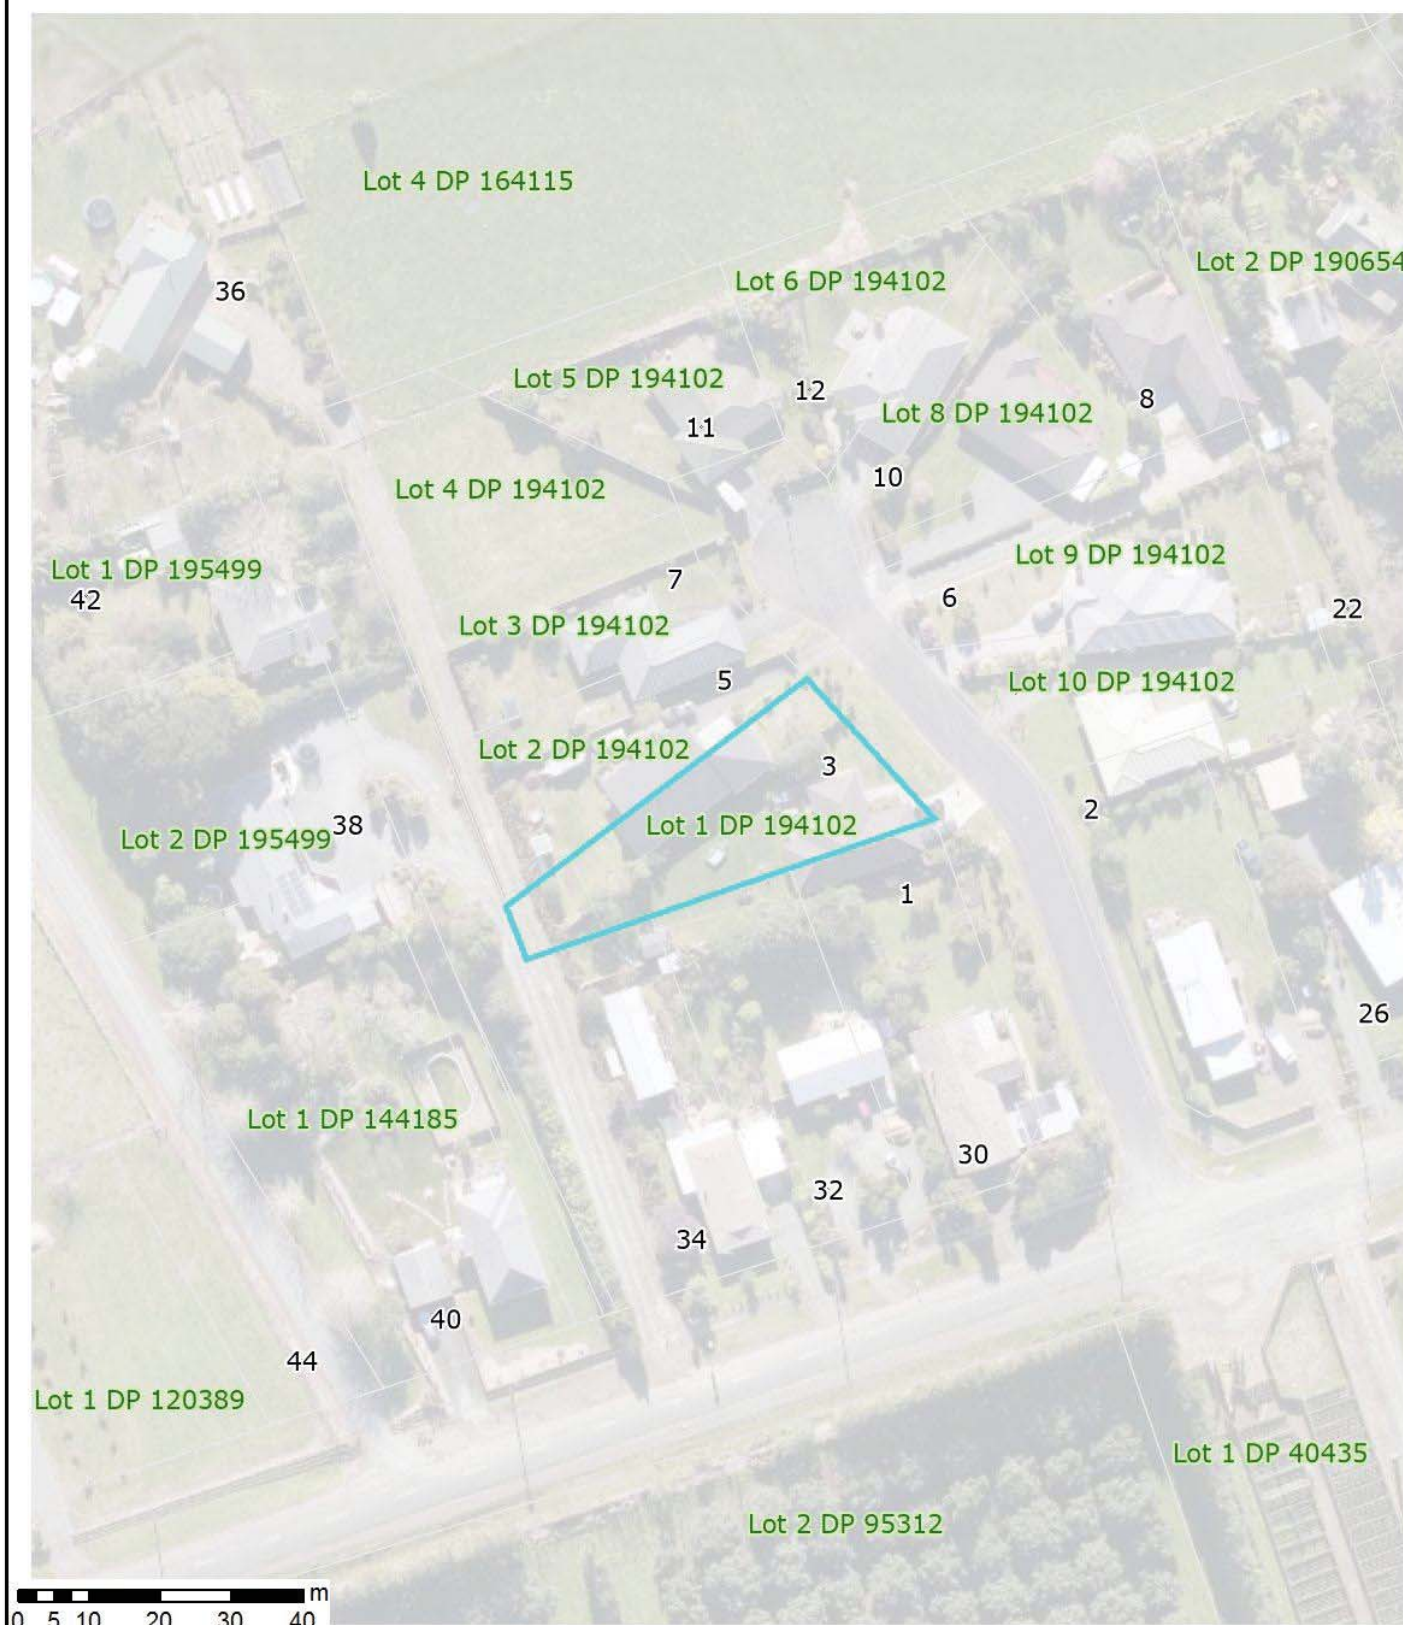 Lot 4 DP 164115
Lot 2 DP 190654
Lot 6 DP 194102
36
Lot 5 DP 194102
12
8
Lot 8 DP 194102
11
10
Lot 4 DP 194102
Lot 9 DP 194102
Lot 1 DP 195499
7
42
6
22
Lot 3 DP 194102
5
Lot 10 DP 194102
Lot 2 DP 194102
3
2
38
Lot 1 DP 194102
Lot 2 DP 195499
1
26
Lot 1 DP 144185
30
32
34
40
44
Lot 1 DP 120389
Lot 1 DP 40435
Lot 2 DP 95312
m
0 5 10 20 30 40